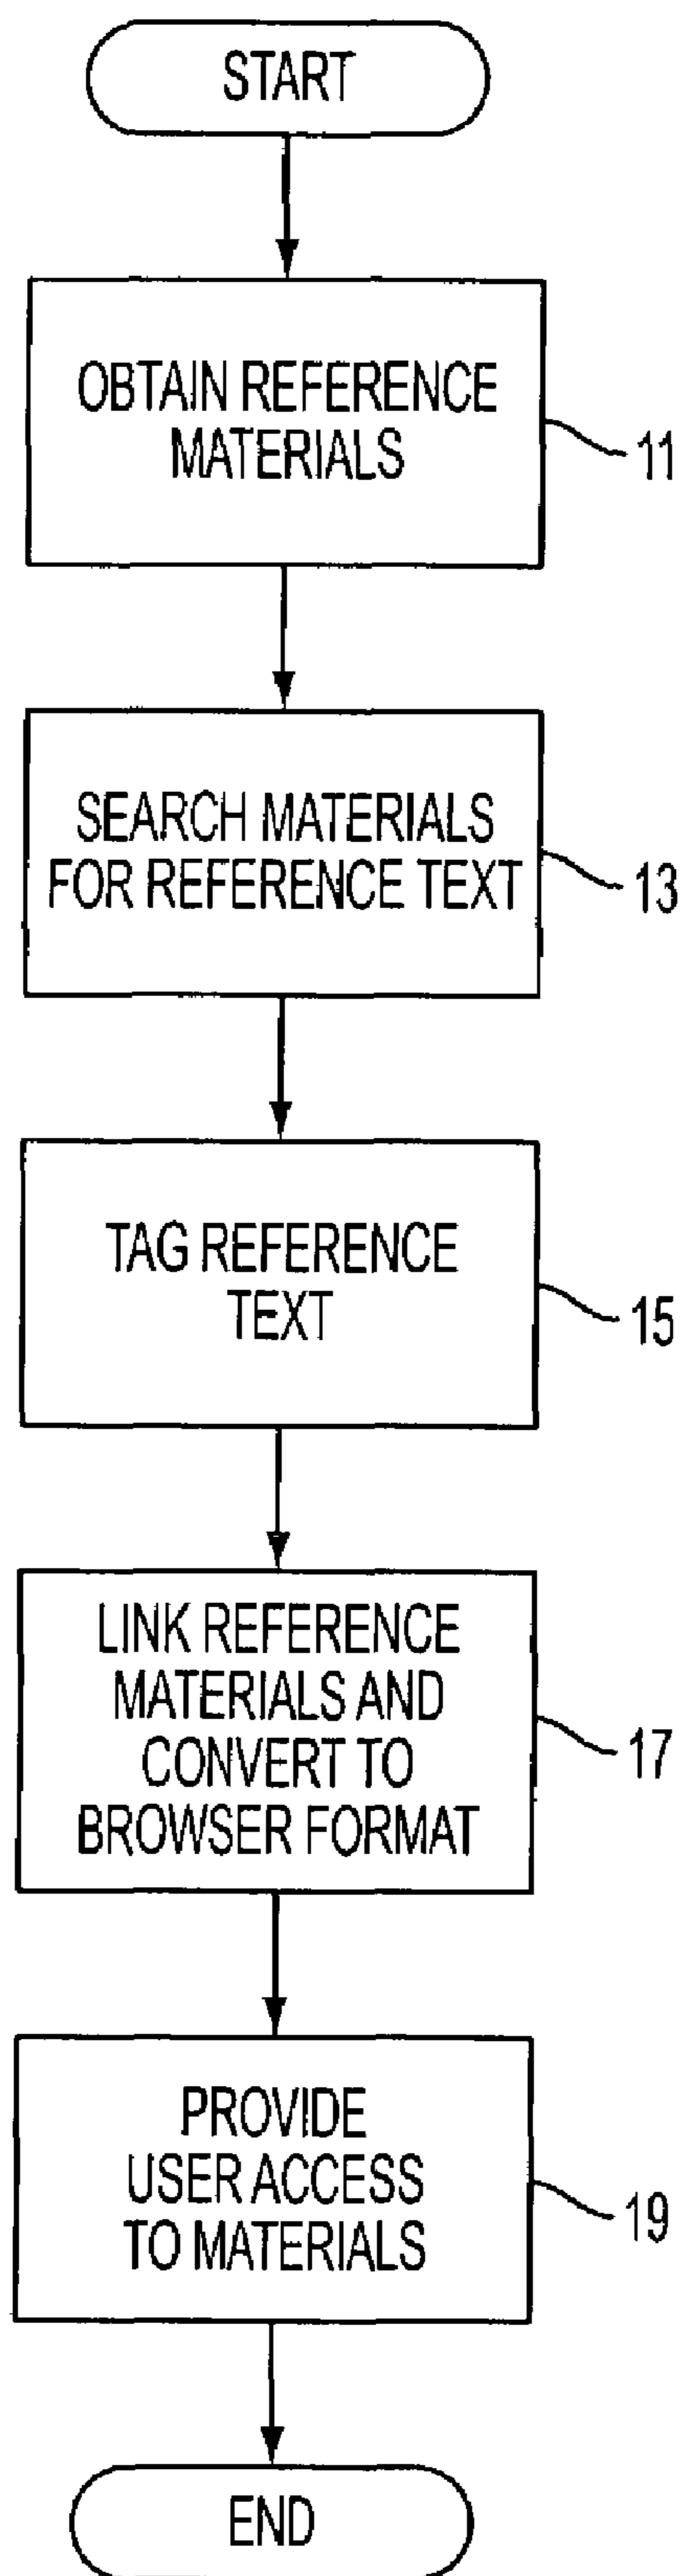 START
OBTAIN REFERENCE
MATERIALS
11
SEARCH MATERIALS
FOR REFERENCE TEXT
13
TAG REFERENCE
TEXT
15
LINK REFERENCE
MATERIALS AND
CONVERT TO
BROWSER FORMAT
17
PROVIDE
USER ACCESS
TO MATERIALS
19
END